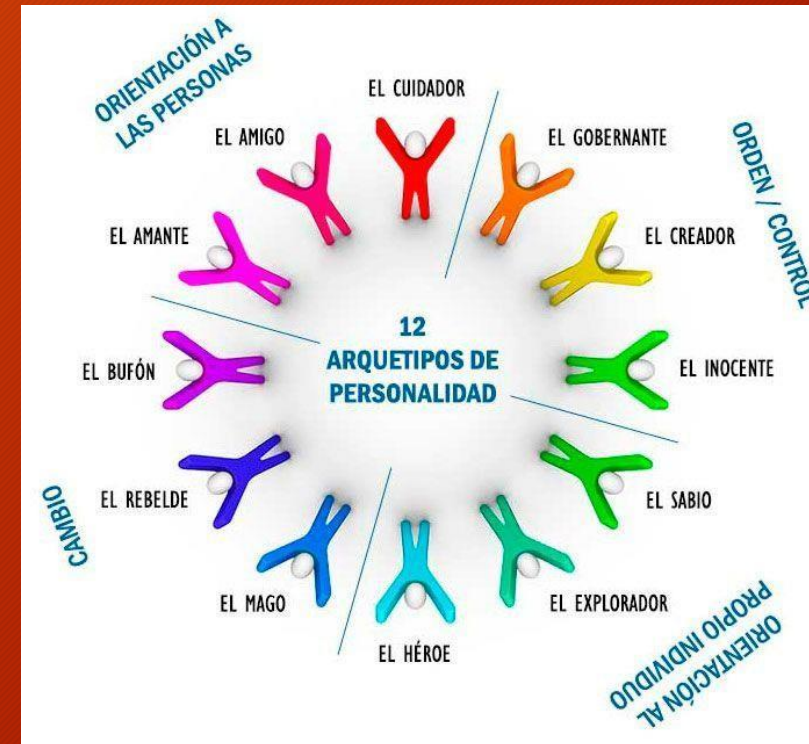 ORIENTACIÓN A
LAS PERSONAS
EL CUIDADOR
EL AMIGO
EL GOBERNANTE
ORDEN / CONTROL
EL AMANTE
EL CREADOR
12
ARQUETIPOS DE
PERSONALIDAD
EL BUFÓN
EL INOCENTE
CAMBIO
EL REBELDE
EL SABIO
EL MAGO
EL EXPLORADOR
EL HÉROE
ORIENTACIÓN AL
PROPIO INDIVIDUO